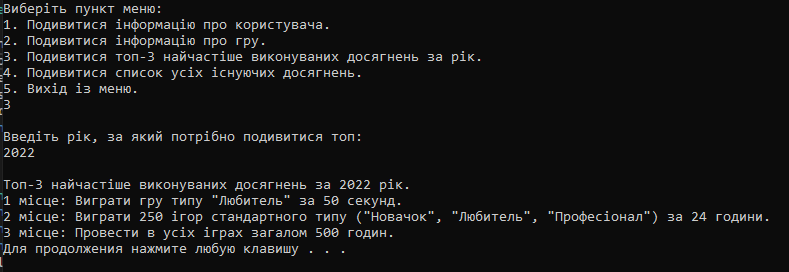 Виберіть пункт меню:
1. Подивитися інформацію про користувача.
2. Подивитися інформацію про гру.
3. Подивитися топ-3 найчастіше виконуваних досягнень за рік.
4. Подивитися список усіх існуючих досягнень.
5. Вихід із меню.
3
Введіть рік, за який потрібно подивитися топ:
2022
Топ-3 найчастіше виконуваних досягнень за 2022 рік.
1 місце: Виграти гру типу "Любитель" за 50 секунд.
2 місце: Виграти 250 ігор стандартного типу ("Новачок", "Любитель", "Професіонал") за 24 години.
3 місце: Провести в усіх іграх загалом 500 годин.
Для продолжения нажмите любую клавишу . . .